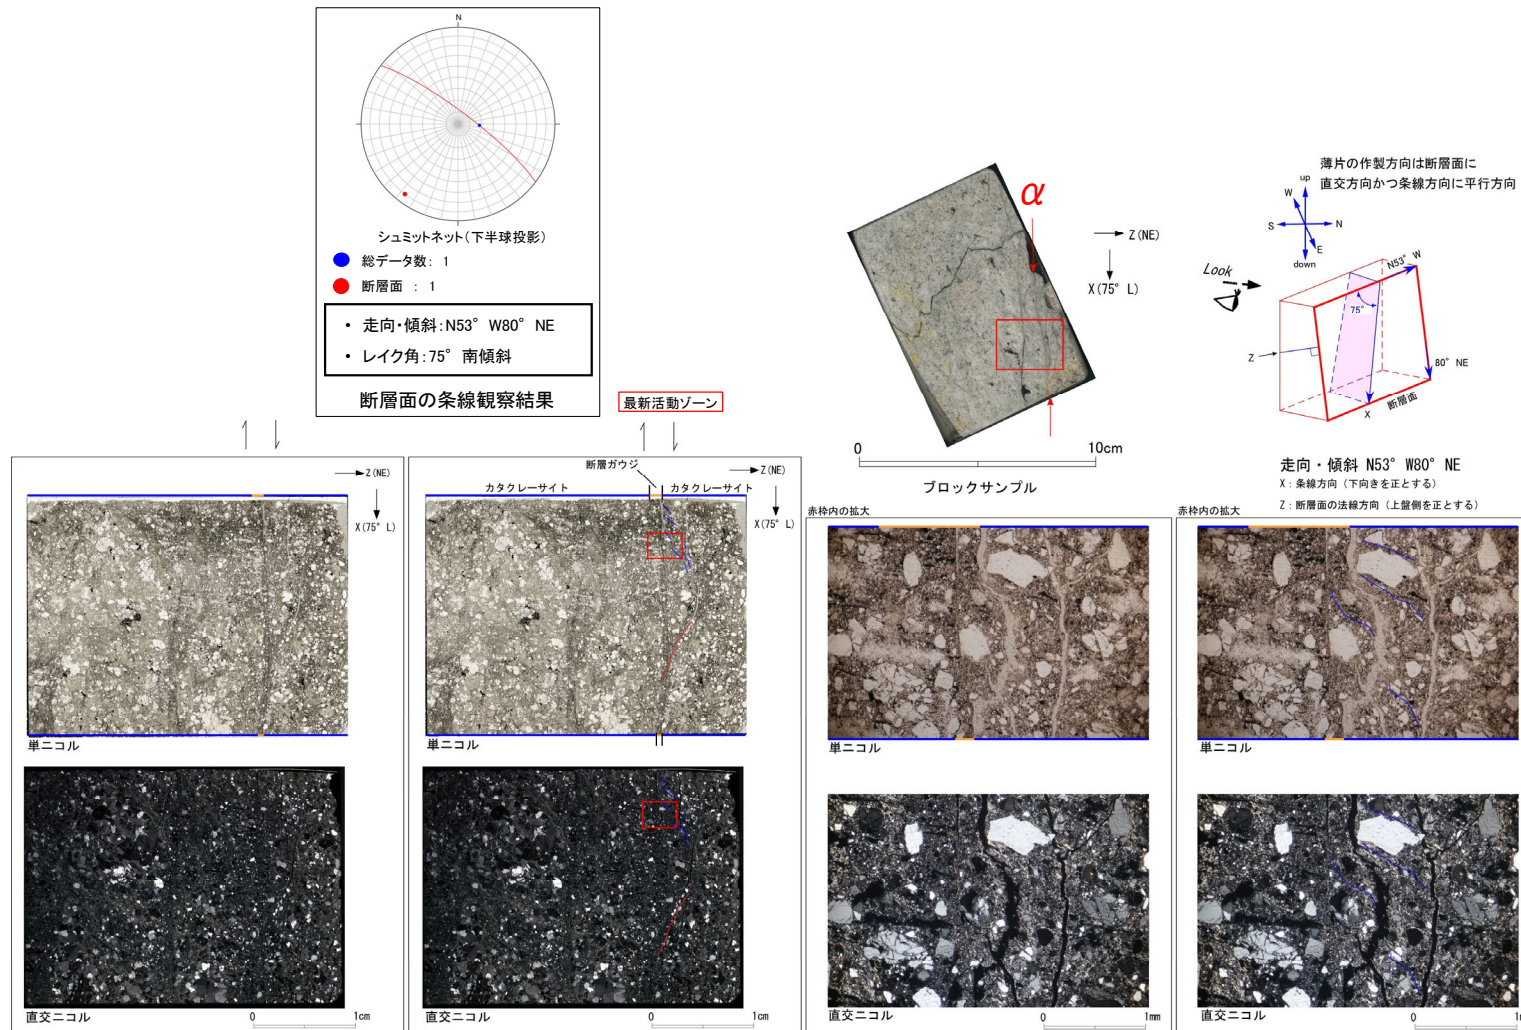 N
シュミットネット(下半球投影)
総データ数: 1
断層面 : 1
・ 走向・傾斜:N53° W80° NE
・ レイク角:75° 南傾斜
断層面の条線観察結果
最新活動ゾーン
α
Z(NE)
X(75° L)
0
10cm
ブロックサンプル
薄片の作製方向は断層面に
直交方向かつ条線方向に平行方向
up
W
S
N
E
down
Look
N53° W
75°
Z
80° NE
断層面
X
走向・傾斜 N53° W80° NE
X:条線方向(下向きを正とする)
Z:断層面の法線方向(上盤側を正とする)
Z(NE)
X(75° L)
単ニコル
直交ニコル
0
1cm
断層ガウジ
カタクレーサイト
カタクレーサイト
Z(NE)
X(75° L)
単ニコル
直交ニコル
0
1cm
赤枠内の拡大
単ニコル
直交ニコル
0
1mm
赤枠内の拡大
単ニコル
直交ニコル
0